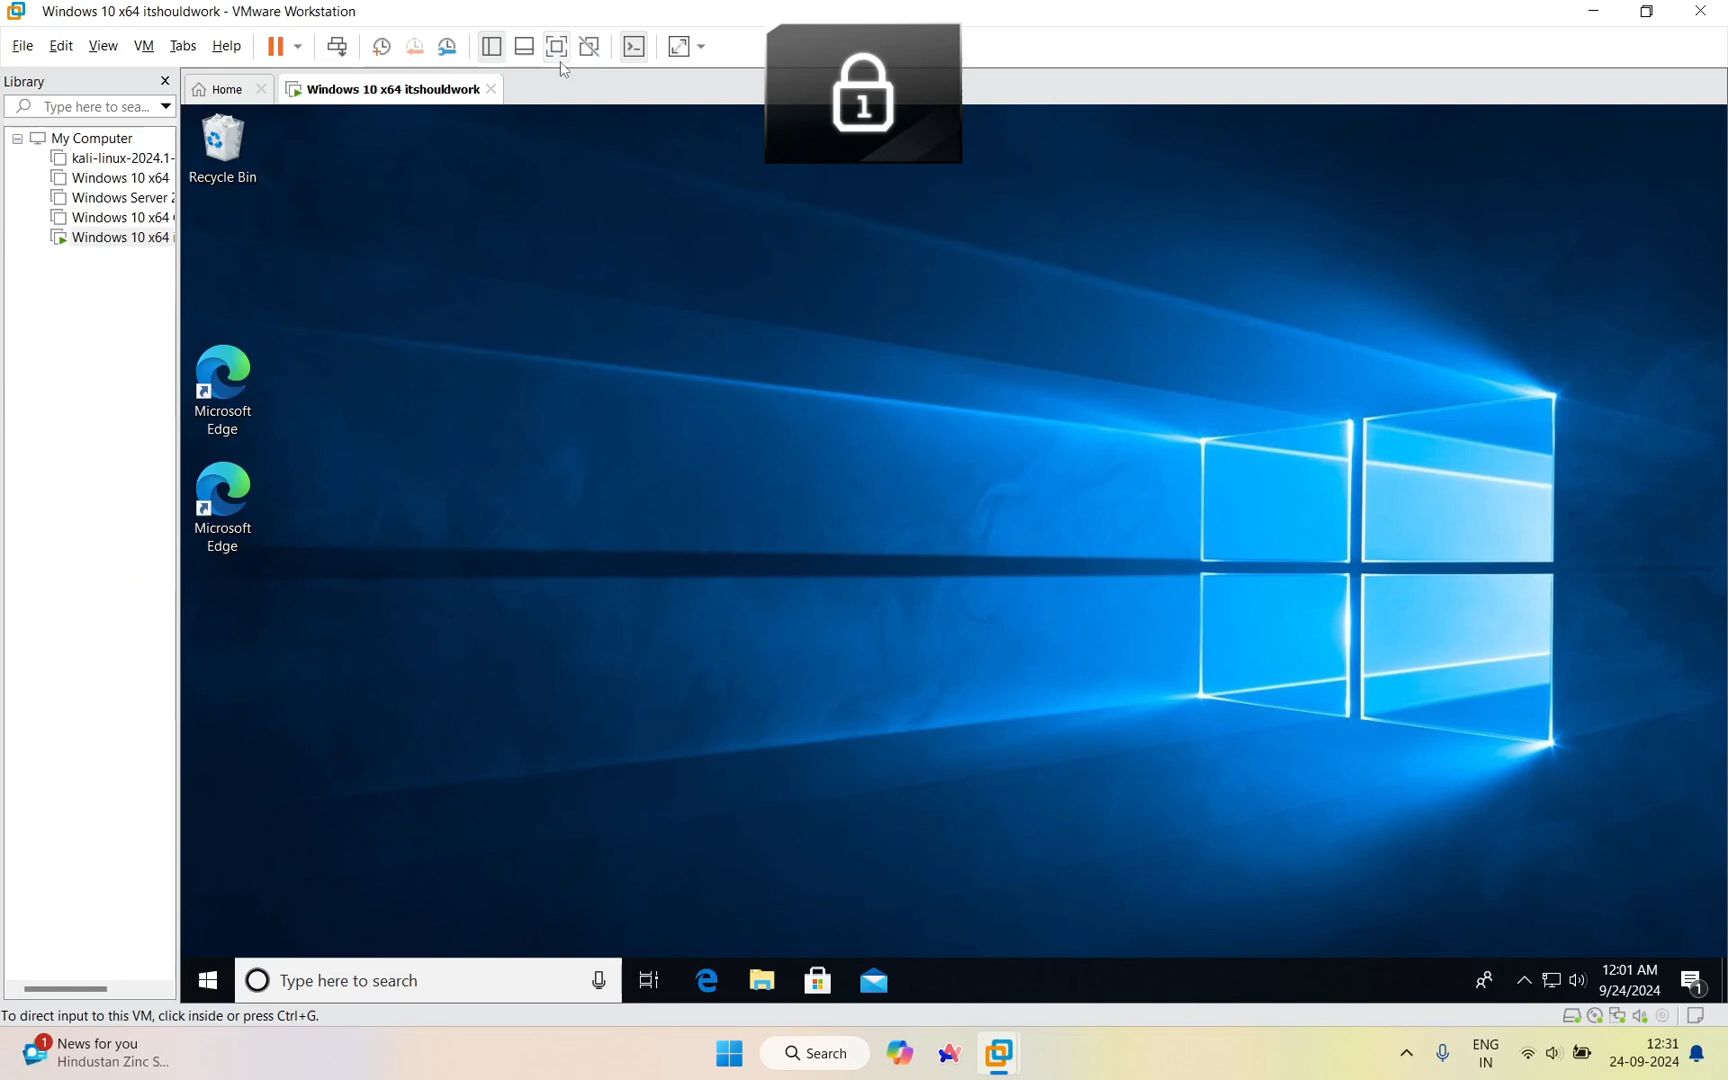 Windows 10 x64 itshouldwork - VMware Workstation
File Edit View VM Tabs Help
Library
Type here to sea...
Home
Windows 10 x64 itshouldwork
My Computer
kali-linux-2024.1-
Windows 10 x64
Windows Server 2
Windows 10 x64
Windows 10 x64 i
1
Recycle Bin
Microsoft
Edge
Microsoft
Edge
Type here to search
12:01 AM
9/24/2024
1
To direct input to this VM, click inside or press Ctrl+G.
1
News for you
Hindustan Zinc S...
Search
ENG
IN
12:31
24-09-2024